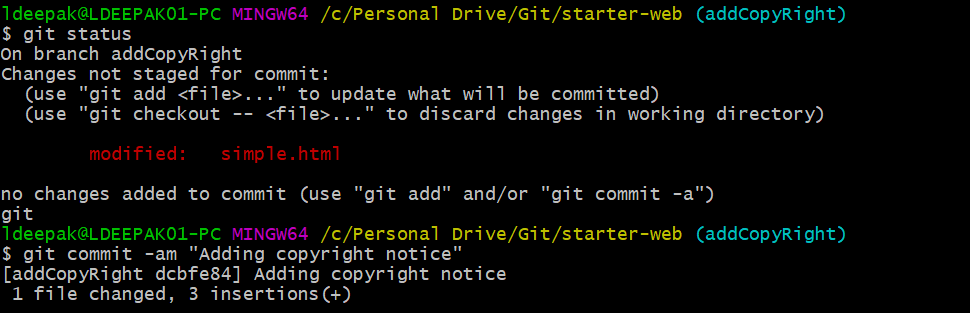 ldeepak@LDEEPAK01-PC MINGW64 /c/Personal Drive/Git/starter-web (addCopyRight)
$ git status
On branch addCopyRight
Changes not staged for commit:
  (use "git add <file>..." to update what will be committed)
  (use "git checkout -- <file>..." to discard changes in working directory)
        modified:   simple.html
no changes added to commit (use "git add" and/or "git commit -a")
git
ldeepak@LDEEPAK01-PC MINGW64 /c/Personal Drive/Git/starter-web (addCopyRight)
$ git commit -am "Adding copyright notice"
[addCopyRight dcbfe84] Adding copyright notice
 1 file changed, 3 insertions(+)